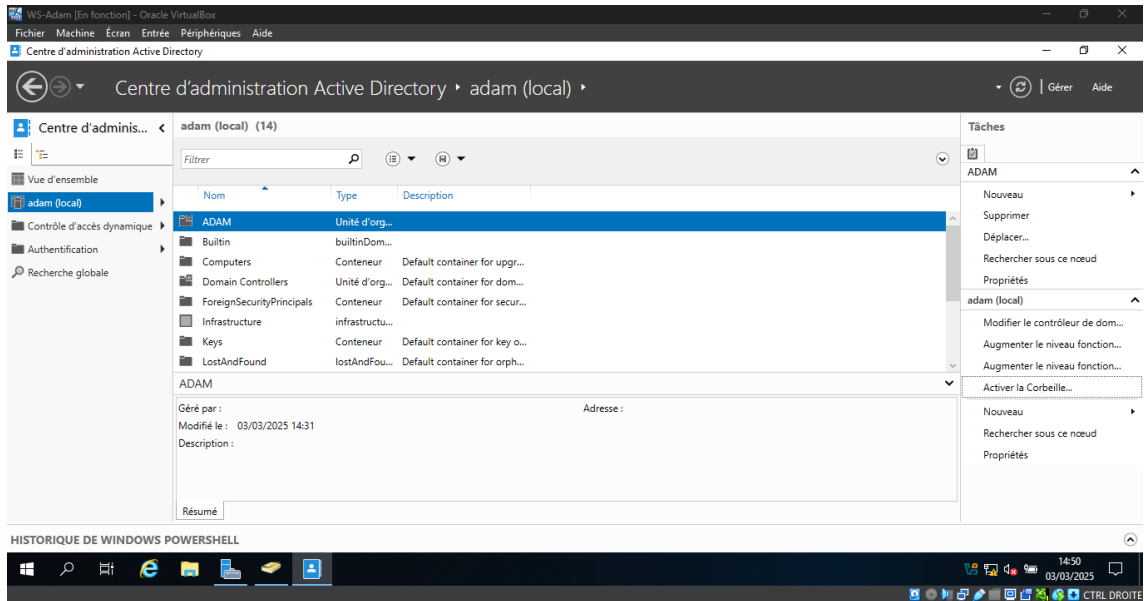 WS-Adam [En fonction] - Oracle VirtualBox
Fichier Machine Écran Entrée Périphériques Aide
Centre d'administration Active Directory
Centre d'administration Active Directory adam (local)
Gérer Aide
Centre d'adminis...
Vue d'ensemble
adam (local)
Contrôle d'accès dynamique
Authentification
Recherche globale
adam (local) (14)
Filtrer
Nom Type Description
ADAM Unité d'org...
Builtin builtinDom...
Computers Conteneur Default container for upgr...
Domain Controllers Unité d'org... Default container for dom...
ForeignSecurityPrincipals Conteneur Default container for secur...
Infrastructure infrastructu...
Keys Conteneur Default container for key o...
LostAndFound lostAndFou... Default container for orph...
ADAM
Géré par : Adresse :
Modifié le : 03/03/2025 14:31
Description :
Résumé
Tâches
ADAM
Nouveau
Supprimer
Déplacer...
Rechercher sous ce nœud
Propriétés
adam (local)
Modifier le contrôleur de dom...
Augmenter le niveau fonction...
Augmenter le niveau fonction...
Activer la Corbeille...
Nouveau
Rechercher sous ce nœud
Propriétés
HISTORIQUE DE WINDOWS POWERSHELL
14:50
03/03/2025
CTRL DROITE